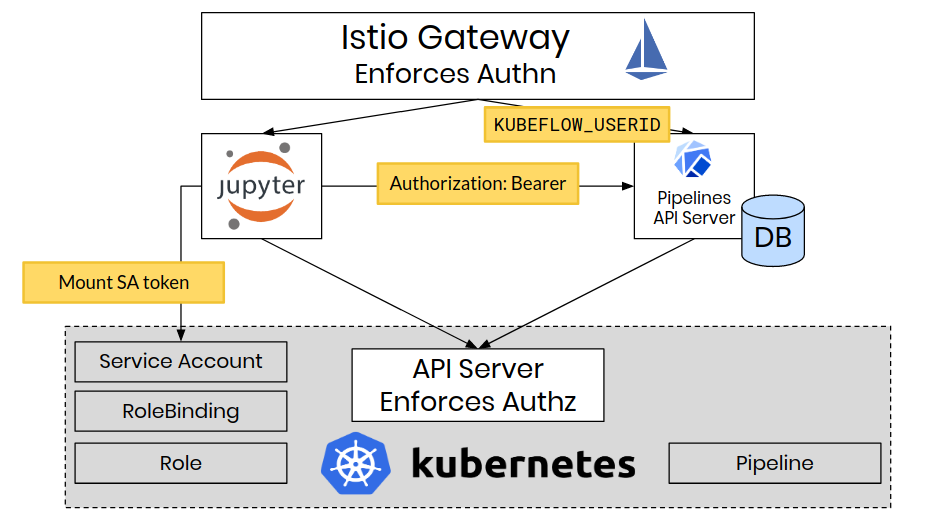 Istio Gateway
Enforces Authn
KUBEFLOW_USERID
jupyter
Authorization: Bearer
Pipelines
API Server
DB
Mount SA token
Service Account
API Server
Enforces Authz
RoleBinding
Role
kubernetes
Pipeline